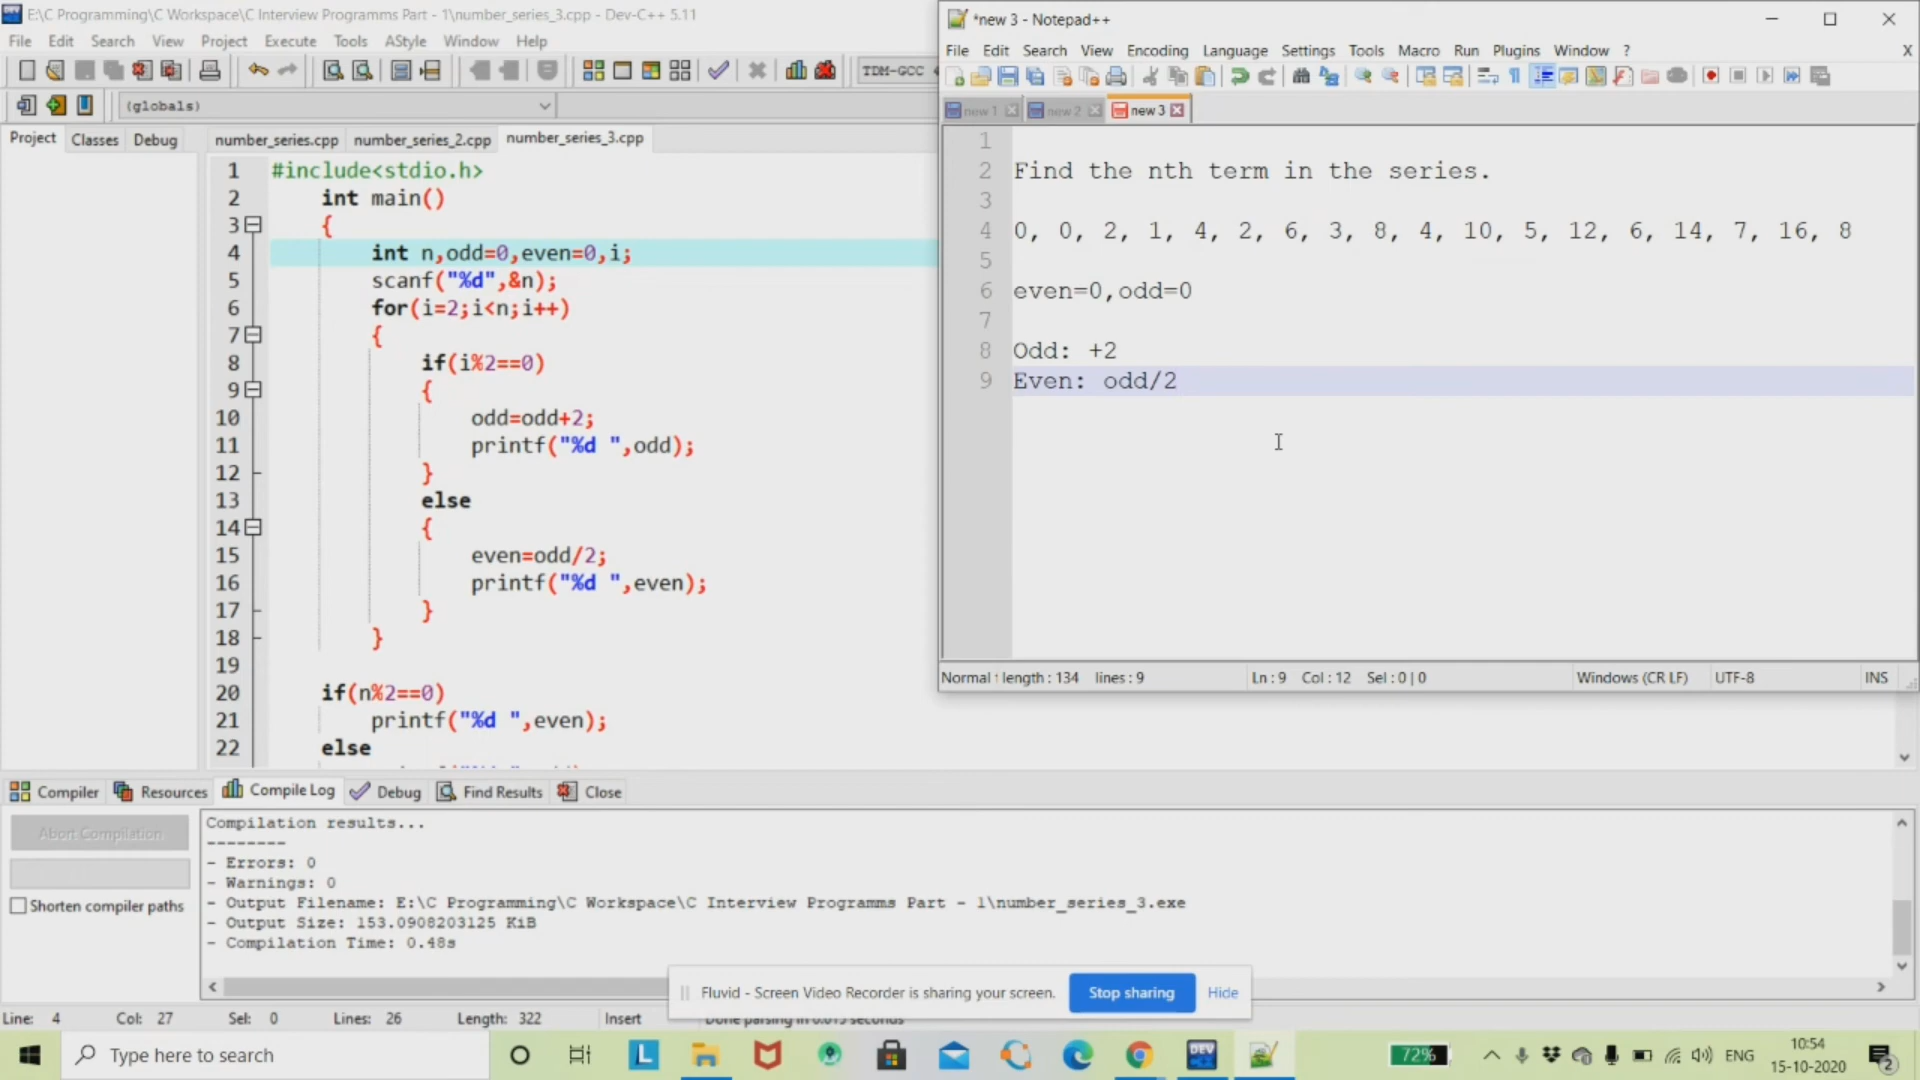 E:\C Programming\C Workspace\C Interview Programms Part - 1\number_series_3.cpp - Dev-C++ 5.11
File Edit Search View Project Execute Tools AStyle Window Help
TDM-GCC
(globals)
Project Classes Debug
number_series.cpp number_series_2.cpp number_series_3.cpp
1 #include<stdio.h>
2 int main()
3 {
4 int n,odd=0,even=0,i;
5 scanf("%d",&n);
6 for(i=2;i<n;i++)
7 {
8 if(i%2==0)
9 {
10 odd=odd+2;
11 printf("%d ",odd);
12 }
13 else
14 {
15 even=odd/2;
16 printf("%d ",even);
17 }
18 }
19
20 if(n%2==0)
21 printf("%d ",even);
22 else
*new 3 - Notepad++
File Edit Search View Encoding Language Settings Tools Macro Run Plugins Window ? X
new 1 new 2 new 3
1
2 Find the nth term in the series.
3
4 0, 0, 2, 1, 4, 2, 6, 3, 8, 4, 10, 5, 12, 6, 14, 7, 16, 8
5
6 even=0,odd=0
7
8 Odd: +2
9 Even: odd/2
Normal length : 134 lines : 9 Ln : 9 Col : 12 Sel : 0 | 0 Windows (CR LF) UTF-8 INS
Compiler Resources Compile Log Debug Find Results Close
Abort Compilation
Shorten compiler paths
Compilation results...
--------
- Errors: 0
- Warnings: 0
- Output Filename: E:\C Programming\C Workspace\C Interview Programms Part - 1\number_series_3.exe
- Output Size: 153.0908203125 KiB
- Compilation Time: 0.48s
Fluvid - Screen Video Recorder is sharing your screen. Stop sharing Hide
Line: 4 Col: 27 Sel: 0 Lines: 26 Length: 322 Insert Done parsing in 0.015 seconds
Type here to search
L
DEV
72%
ENG
10:54
15-10-2020
2